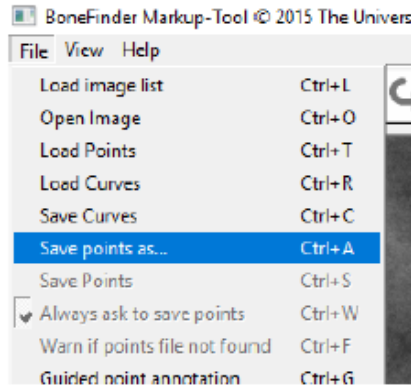 BoneFinder Markup-Tool © 2015 The Univers
File View Help
Load image list Ctrl+L
Open Image Ctrl+O
Load Points Ctrl+T
Load Curves Ctrl+R
Save Curves Ctrl+C
Save points as... Ctrl+A
Save Points Ctrl+S
Always ask to save points Ctrl+W
Warn if points file not found Ctrl+F
Guided point annotation Ctrl+G